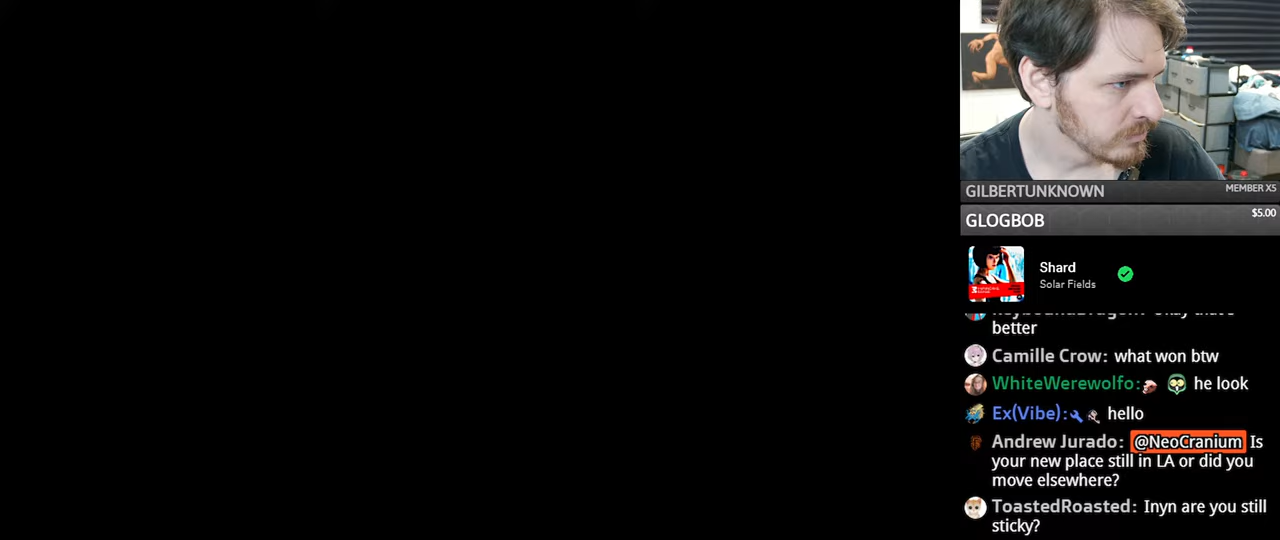 GILBERTUNKNOWN MEMBER X5
GLOGBOB $5.00
Shard
Solar Fields
better
Camille Crow: what won btw
WhiteWerewolfo: he look
Ex(Vibe): hello
Andrew Jurado: @NeoCranium Is
your new place still in LA or did you
move elsewhere?
ToastedRoasted: Inyn are you still
sticky?